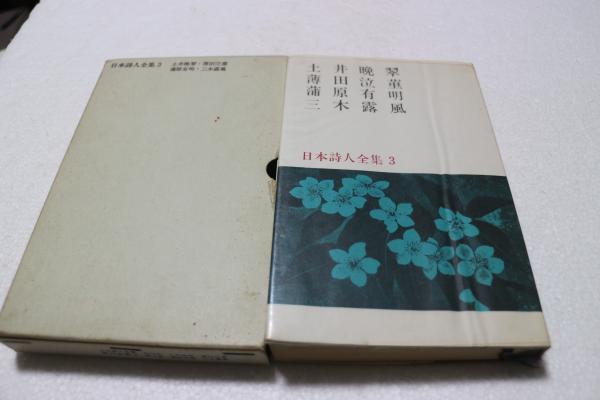 日本詩人全集 3
土井晩翠・薄田泣菫
蒲原有明・三木露風
土井晩翠
薄田泣菫
蒲原有明
三木露風
日本詩人全集 3